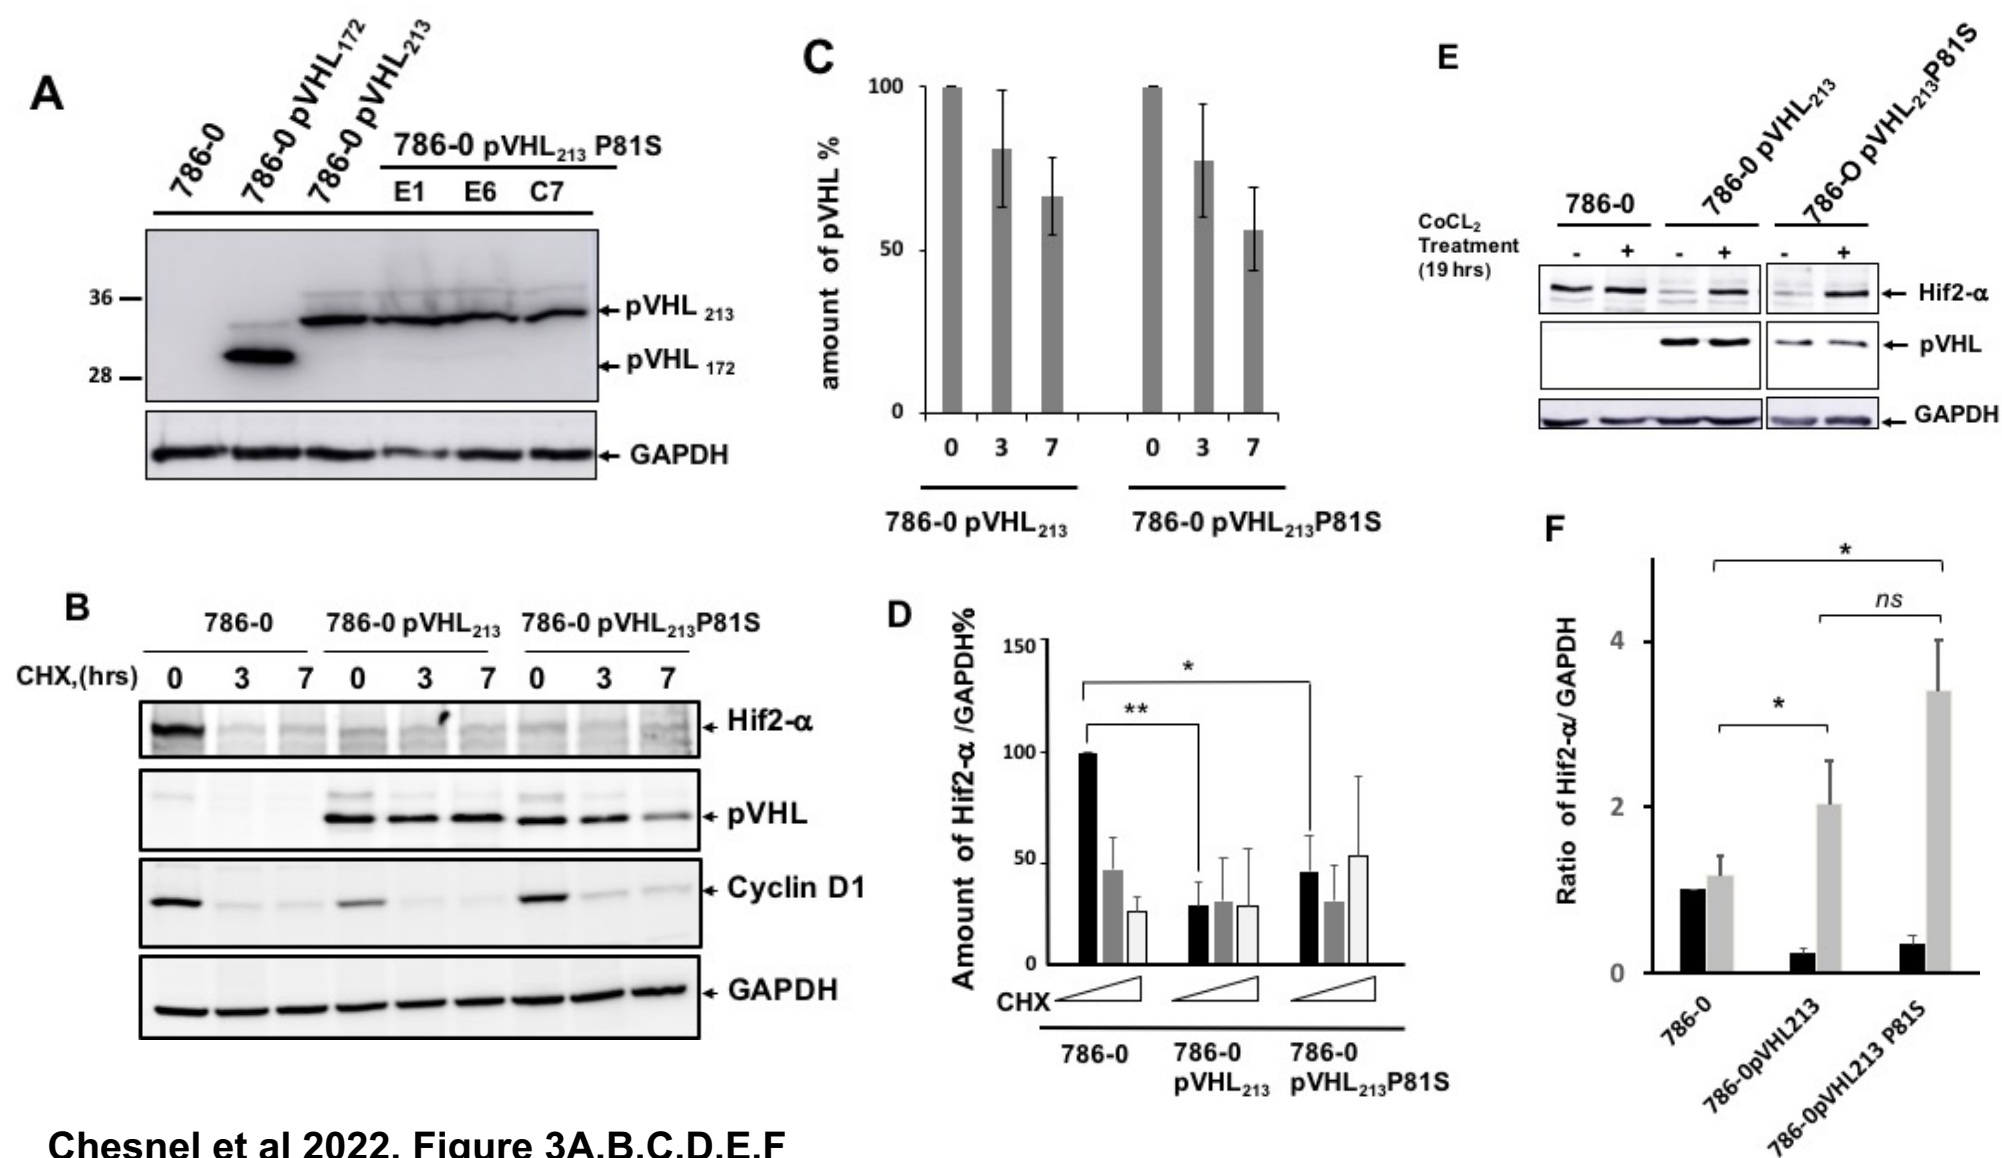 A
786-0
786-0 pVHL172
786-0 pVHL213
786-0 pVHL213 P81S
E1 E6 C7
36
28
pVHL 213
pVHL 172
GAPDH
B
786-0 786-0 pVHL213 786-0 pVHL213P81S
CHX,(hrs) 0 3 7 0 3 7 0 3 7
Hif2-α
pVHL
Cyclin D1
GAPDH
C
amount of pVHL %
100
50
0
0 3 7 0 3 7
786-0 pVHL213 786-0 pVHL213P81S
D
Amount of Hif2-α /GAPDH%
150
100
50
0
*
**
CHX
786-0 786-0 786-0
pVHL213 pVHL213P81S
E
786-0
786-0 pVHL213
786-O pVHL213P81S
CoCL2
Treatment
(19 hrs)
- + - + - +
Hif2-α
pVHL
GAPDH
F
Ratio of Hif2-α/ GAPDH
4
2
0
*
ns
*
786-0
786-0pVHL213
786-0pVHL213 P81S
Chesnel et al 2022, Figure 3A,B,C,D,E,F